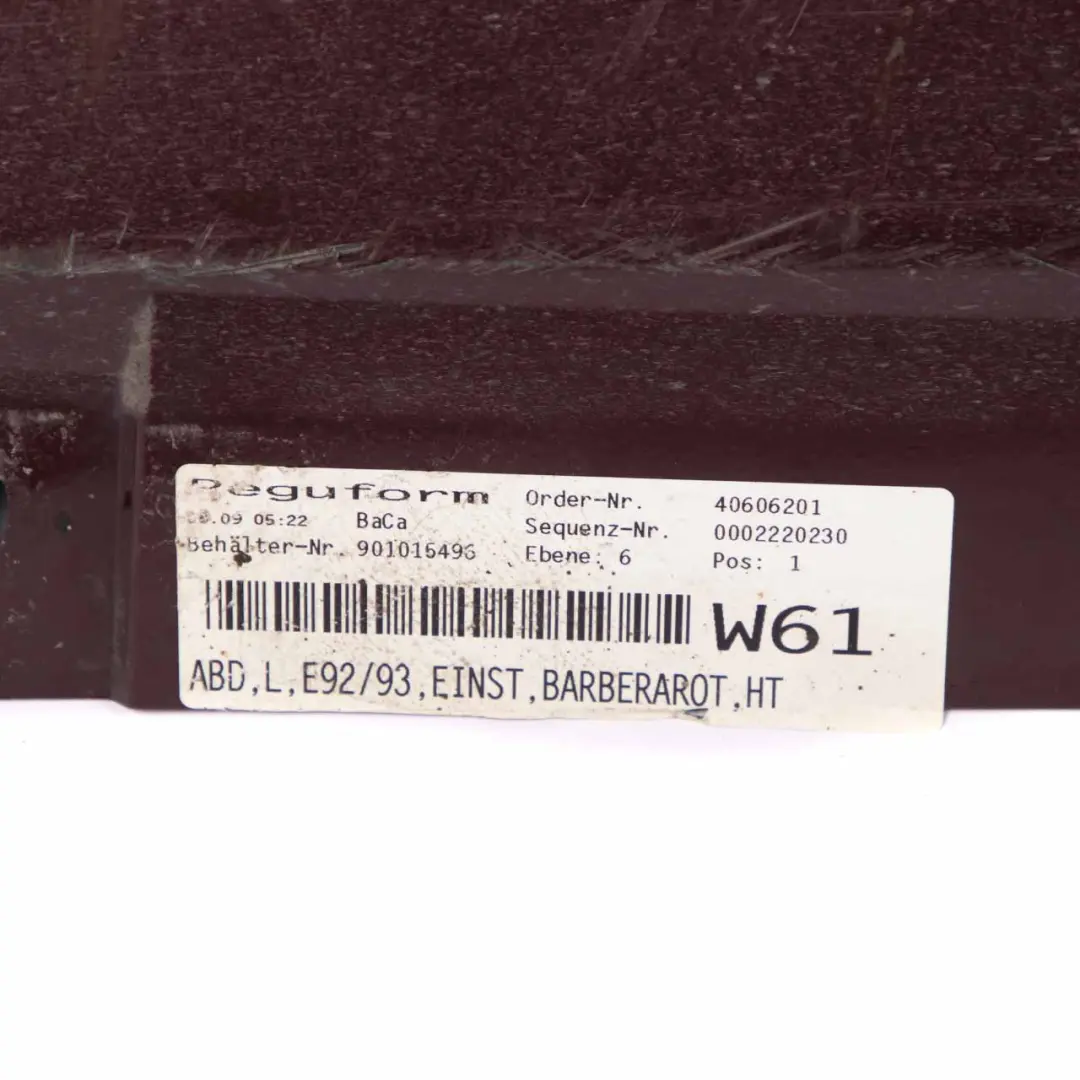 Reguform
.09 05:22 BaCa
Behälter-Nr. 901015496
Order-Nr. 40606201
Sequenz-Nr. 0002220230
Ebene: 6 Pos: 1
W61
ABD,L,E92/93,EINST,BARBERAROT,HT